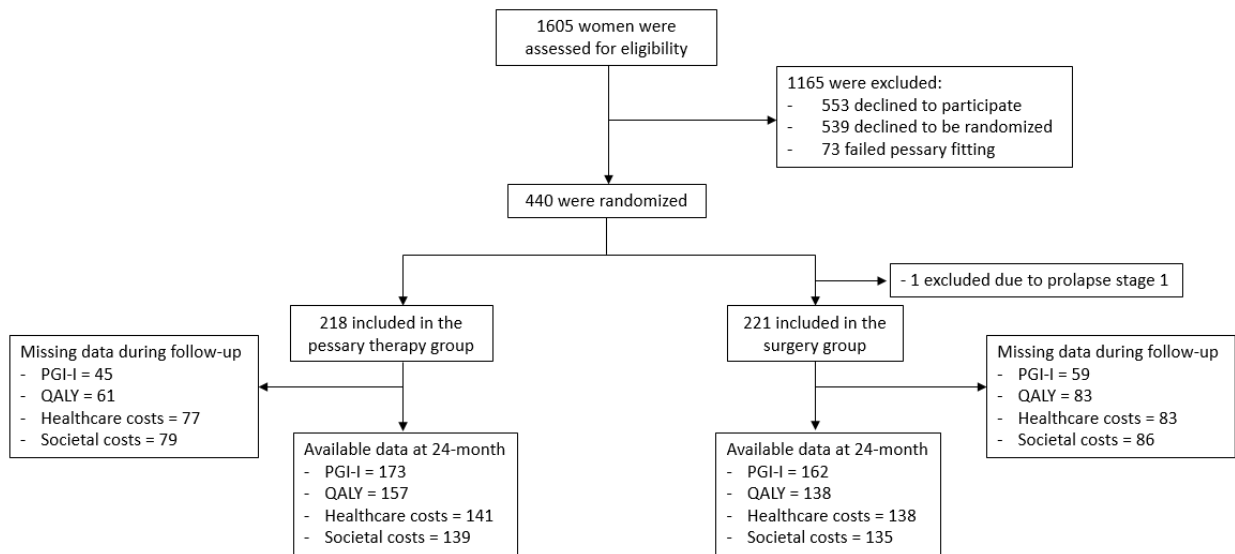 1605 women were
assessed for eligibility
1165 were excluded:
- 553 declined to participate
- 539 declined to be randomized
- 73 failed pessary fitting
440 were randomized
- 1 excluded due to prolapse stage 1
218 included in the
pessary therapy group
221 included in the
surgery group
Missing data during follow-up
- PGI-I = 45
- QALY = 61
- Healthcare costs = 77
- Societal costs = 79
Missing data during follow-up
- PGI-I = 59
- QALY = 83
- Healthcare costs = 83
- Societal costs = 86
Available data at 24-month
- PGI-I = 173
- QALY = 157
- Healthcare costs = 141
- Societal costs = 139
Available data at 24-month
- PGI-I = 162
- QALY = 138
- Healthcare costs = 138
- Societal costs = 135